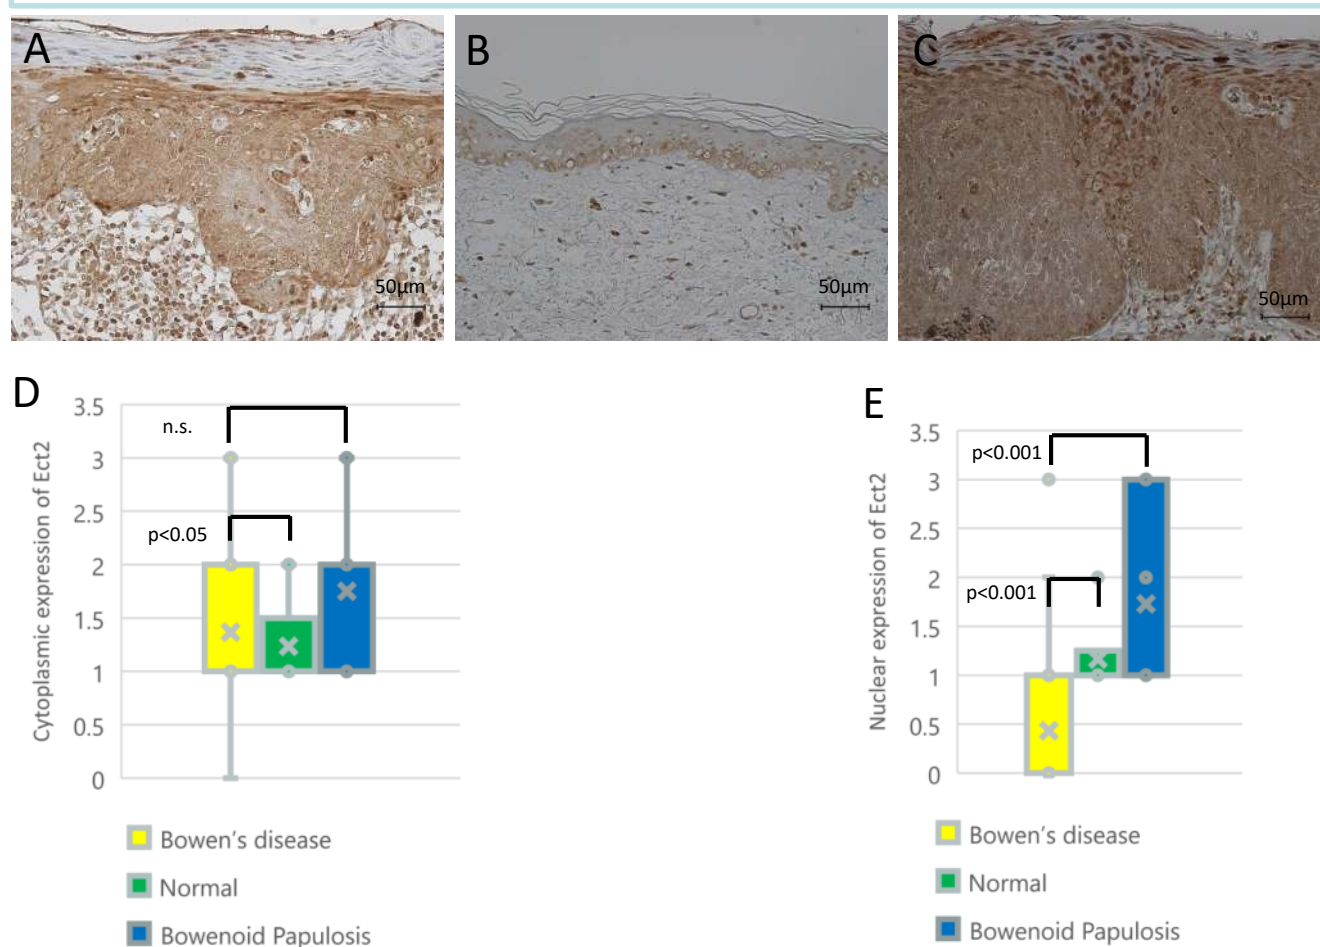 A
B
C
50μm
50μm
50μm
D
E
Cytoplasmic expression of Ect2
3.5
3
2.5
2
1.5
1
0.5
0
n.s.
p<0.05
Bowen's disease
Normal
Bowenoid Papulosis
Nuclear expression of Ect2
3.5
3
2.5
2
1.5
1
0.5
0
p<0.001
p<0.001
Bowen's disease
Normal
Bowenoid Papulosis